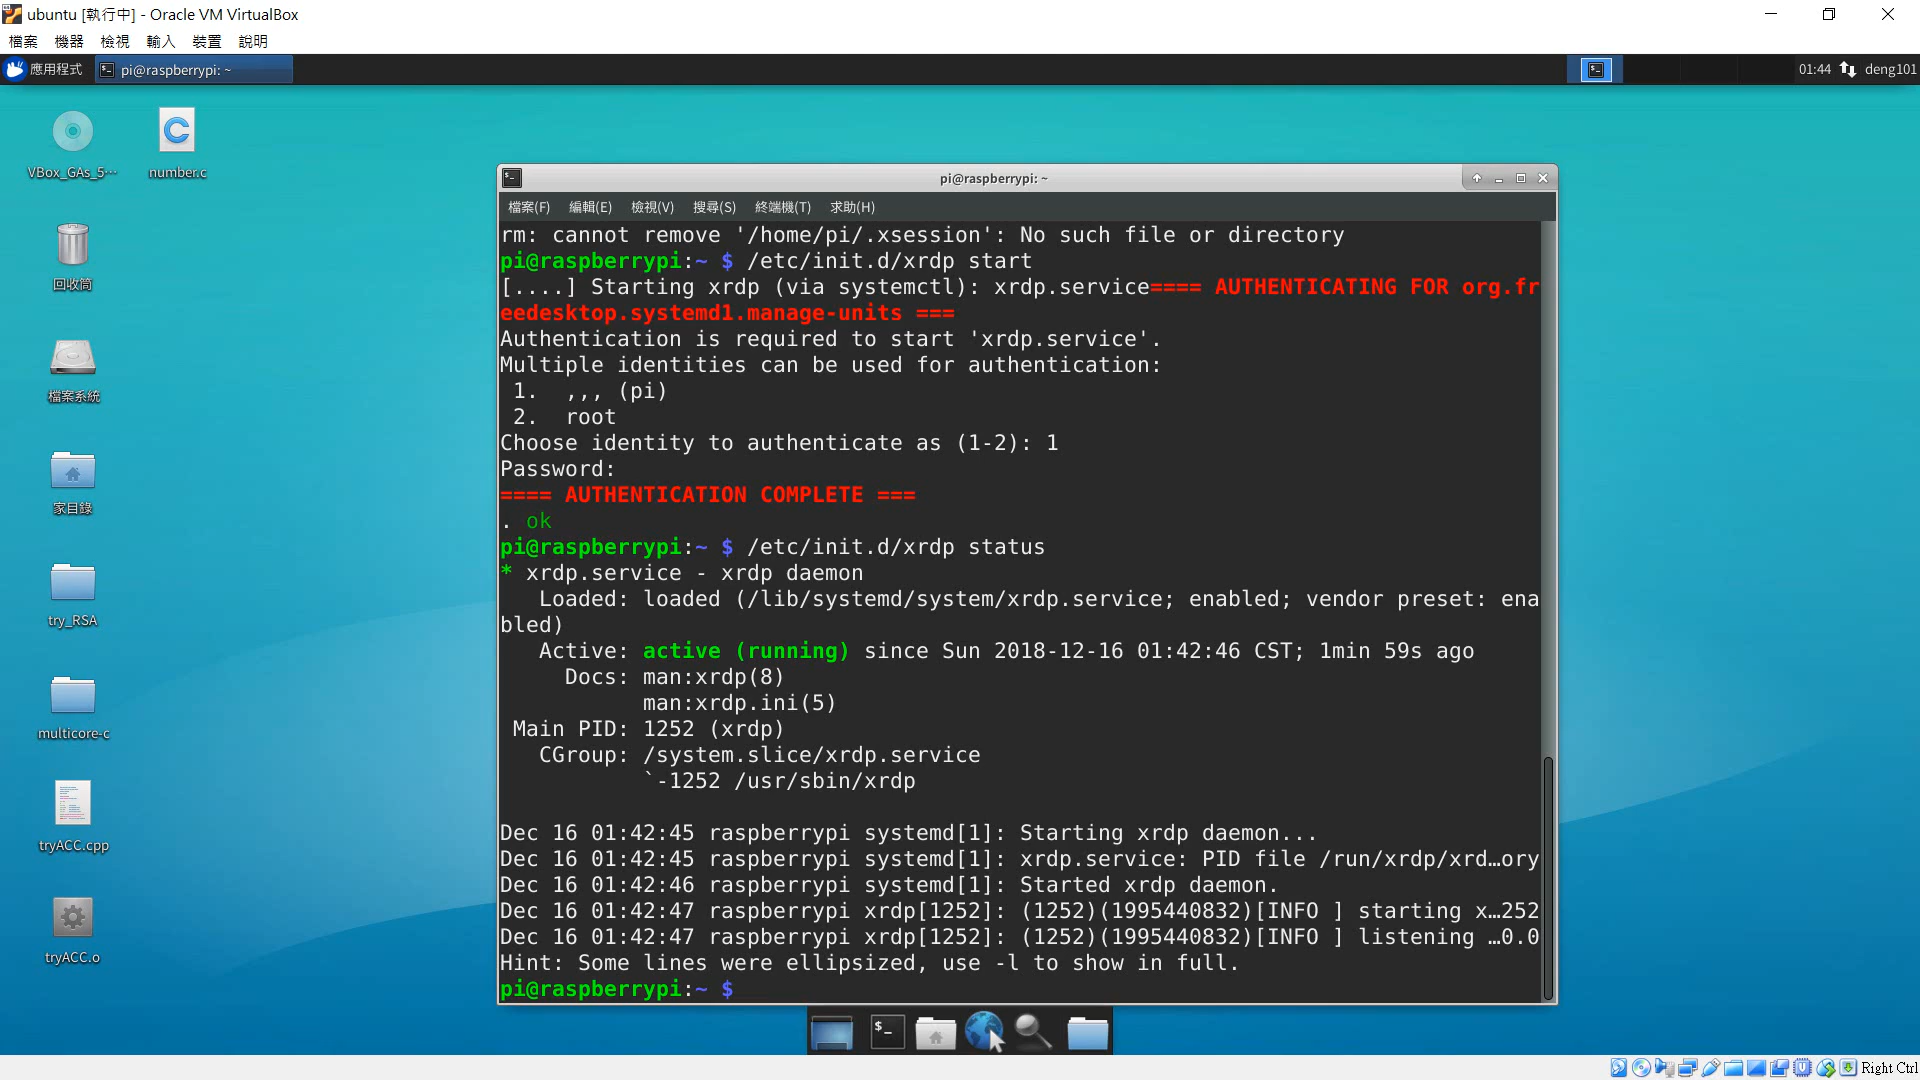 ubuntu [執行中] - Oracle VM VirtualBox
檔案 機器 檢視 輸入 裝置 說明
應用程式 pi@raspberrypi: ~ 01:44 deng101
VBox_GAs_5… number.c
回收筒
檔案系統
家目錄
try_RSA
multicore-c
tryACC.cpp
tryACC.o
pi@raspberrypi: ~
檔案(F) 編輯(E) 檢視(V) 搜尋(S) 終端機(T) 求助(H)
rm: cannot remove '/home/pi/.xsession': No such file or directory
pi@raspberrypi:~ $ /etc/init.d/xrdp start
[....] Starting xrdp (via systemctl): xrdp.service==== AUTHENTICATING FOR org.fr
eedesktop.systemd1.manage-units ===
Authentication is required to start 'xrdp.service'.
Multiple identities can be used for authentication:
 1.  ,,, (pi)
 2.  root
Choose identity to authenticate as (1-2): 1
Password:
==== AUTHENTICATION COMPLETE ===
. ok
pi@raspberrypi:~ $ /etc/init.d/xrdp status
* xrdp.service - xrdp daemon
   Loaded: loaded (/lib/systemd/system/xrdp.service; enabled; vendor preset: ena
bled)
   Active: active (running) since Sun 2018-12-16 01:42:46 CST; 1min 59s ago
     Docs: man:xrdp(8)
           man:xrdp.ini(5)
 Main PID: 1252 (xrdp)
   CGroup: /system.slice/xrdp.service
           `-1252 /usr/sbin/xrdp
Dec 16 01:42:45 raspberrypi systemd[1]: Starting xrdp daemon...
Dec 16 01:42:45 raspberrypi systemd[1]: xrdp.service: PID file /run/xrdp/xrd…ory
Dec 16 01:42:46 raspberrypi systemd[1]: Started xrdp daemon.
Dec 16 01:42:47 raspberrypi xrdp[1252]: (1252)(1995440832)[INFO ] starting x…252
Dec 16 01:42:47 raspberrypi xrdp[1252]: (1252)(1995440832)[INFO ] listening …0.0
Hint: Some lines were ellipsized, use -l to show in full.
pi@raspberrypi:~ $
Right Ctrl